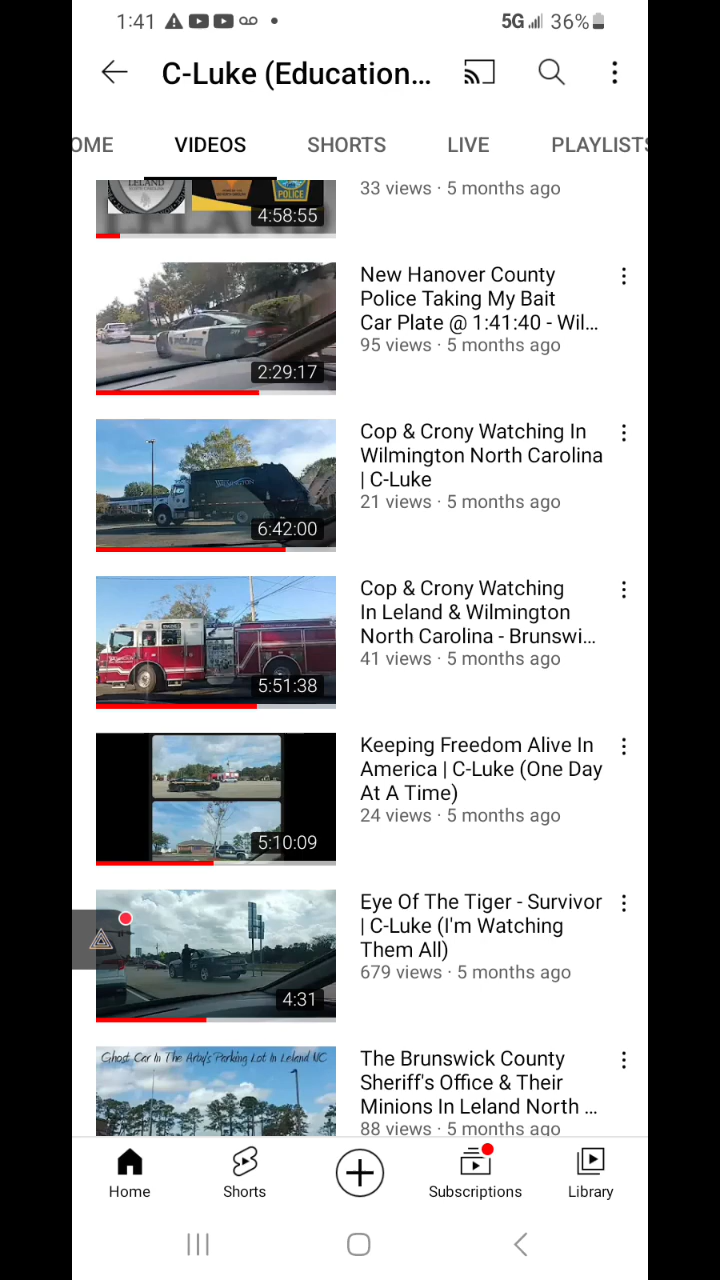 1:41
5G 36%
C-Luke (Education...
OME VIDEOS SHORTS LIVE PLAYLISTS
LELAND
POLICE
4:58:55
33 views · 5 months ago
New Hanover County
Police Taking My Bait
Car Plate @ 1:41:40 - Wil...
95 views · 5 months ago
POLICE
2:29:17
Cop & Crony Watching In
Wilmington North Carolina
| C-Luke
21 views · 5 months ago
WILMINGTON
6:42:00
Cop & Crony Watching
In Leland & Wilmington
North Carolina - Brunswi...
41 views · 5 months ago
5:51:38
Keeping Freedom Alive In
America | C-Luke (One Day
At A Time)
24 views · 5 months ago
5:10:09
Eye Of The Tiger - Survivor
| C-Luke (I'm Watching
Them All)
679 views · 5 months ago
4:31
Ghost Car In The Arby's Parking Lot In Leland NC
The Brunswick County
Sheriff's Office & Their
Minions In Leland North ...
88 views · 5 months ago
Home Shorts Subscriptions Library